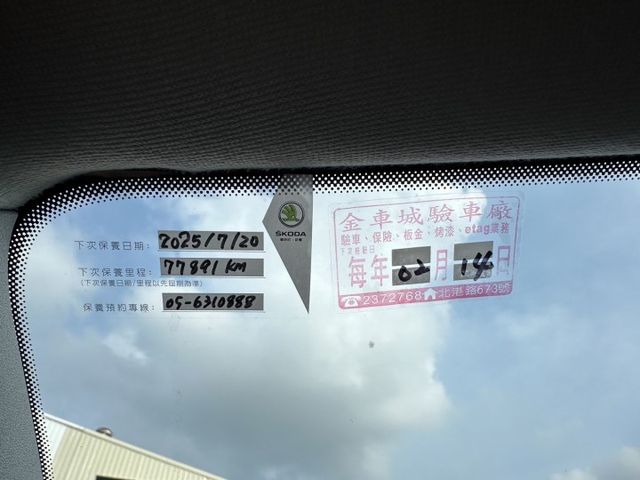 下次保養日期: 2025/7/20
下次保養里程: 77891 KM
(下次保養日期/里程以先屆期為準)
保養預約專線: 05-6310888
ŠKODA
金車城驗車廠
驗車、保險、板金、烤漆、etag業務
每年 02 月 14 日
2372768 北港路673號